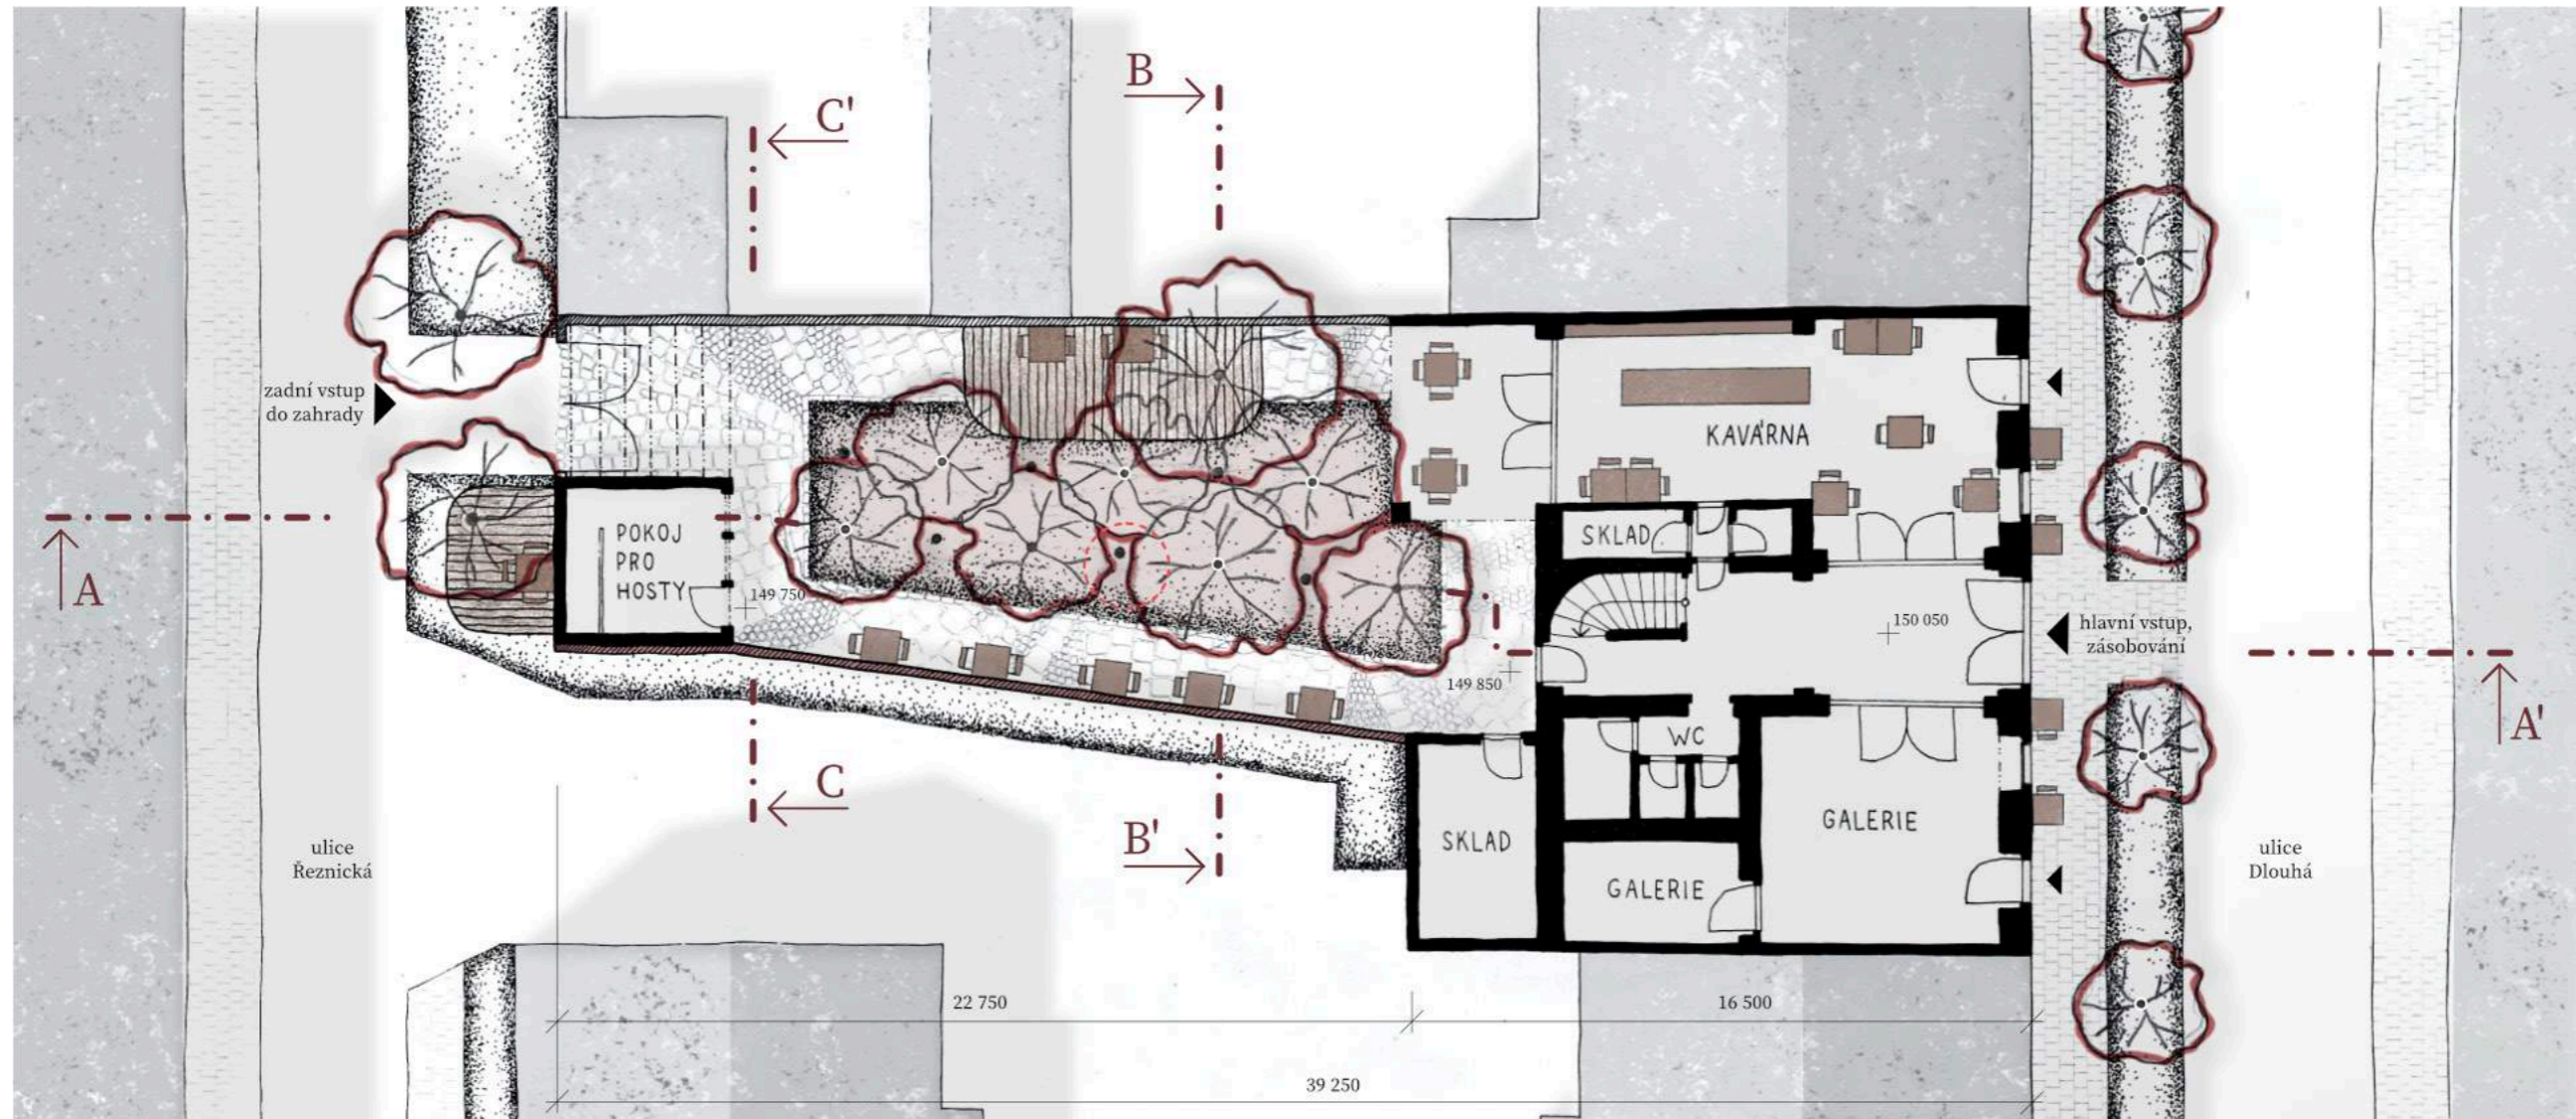 B
C'
zadní vstup
do zahrady
KAVÁRNA
A
POKOJ
PRO
HOSTY
SKLAD
149 750
150 050
hlavní vstup,
zásobování
149 850
A'
WC
C
B'
SKLAD
GALERIE
GALERIE
ulice
Řeznická
ulice
Dlouhá
22 750
16 500
39 250